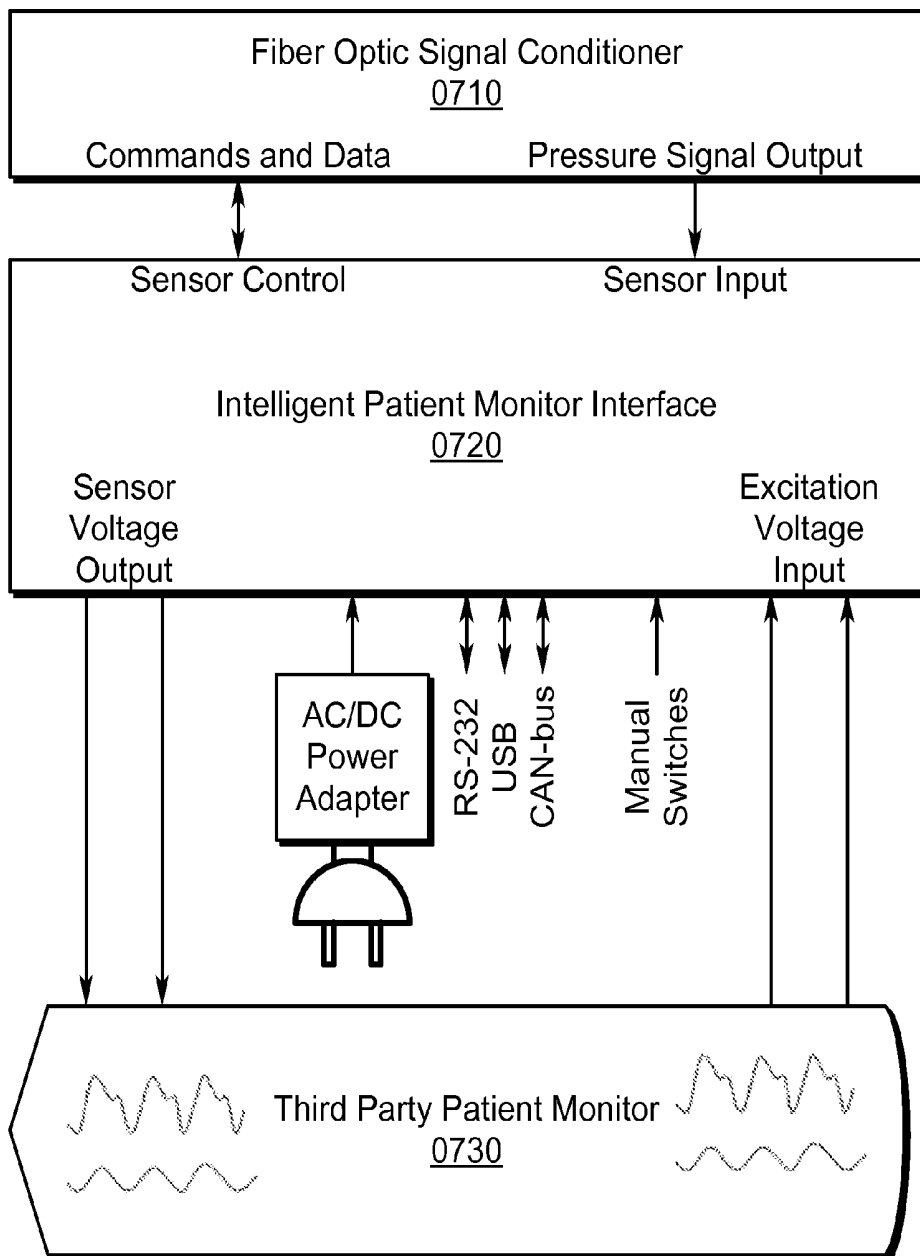 Fiber Optic Signal Conditioner
0710
Commands and Data
Pressure Signal Output
Sensor Control
Sensor Input
Intelligent Patient Monitor Interface
0720
Sensor
Voltage
Output
Excitation
Voltage
Input
AC/DC
Power
Adapter
RS-232
USB
CAN-bus
Manual
Switches
Third Party Patient Monitor
0730